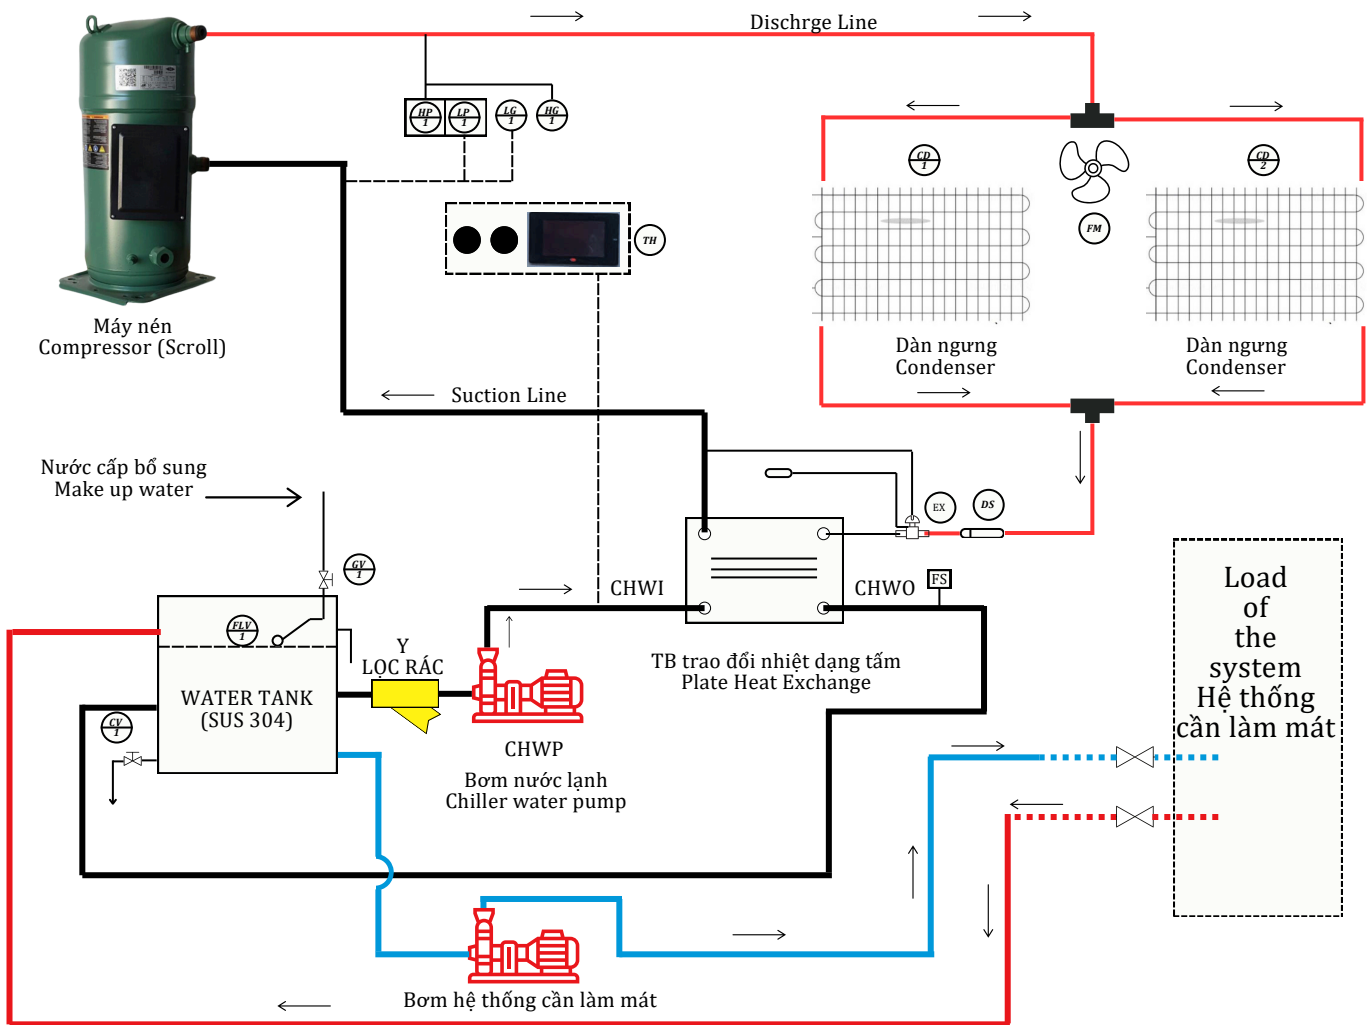 Dischrge Line
HP
1
LP
1
LG
1
HG
1
CD
1
CD
2
FM
TH
Máy nén
Compressor (Scroll)
Dàn ngưng
Condenser
Dàn ngưng
Condenser
Suction Line
Nước cấp bổ sung
Make up water
EX
DS
GV
1
CHWI
CHWO
FS
FLV
1
Y
LỌC RÁC
WATER TANK
(SUS 304)
CV
1
TB trao đổi nhiệt dạng tấm
Plate Heat Exchange
Load
of
the
system
Hệ thống
cần làm mát
CHWP
Bơm nước lạnh
Chiller water pump
Bơm hệ thống cần làm mát